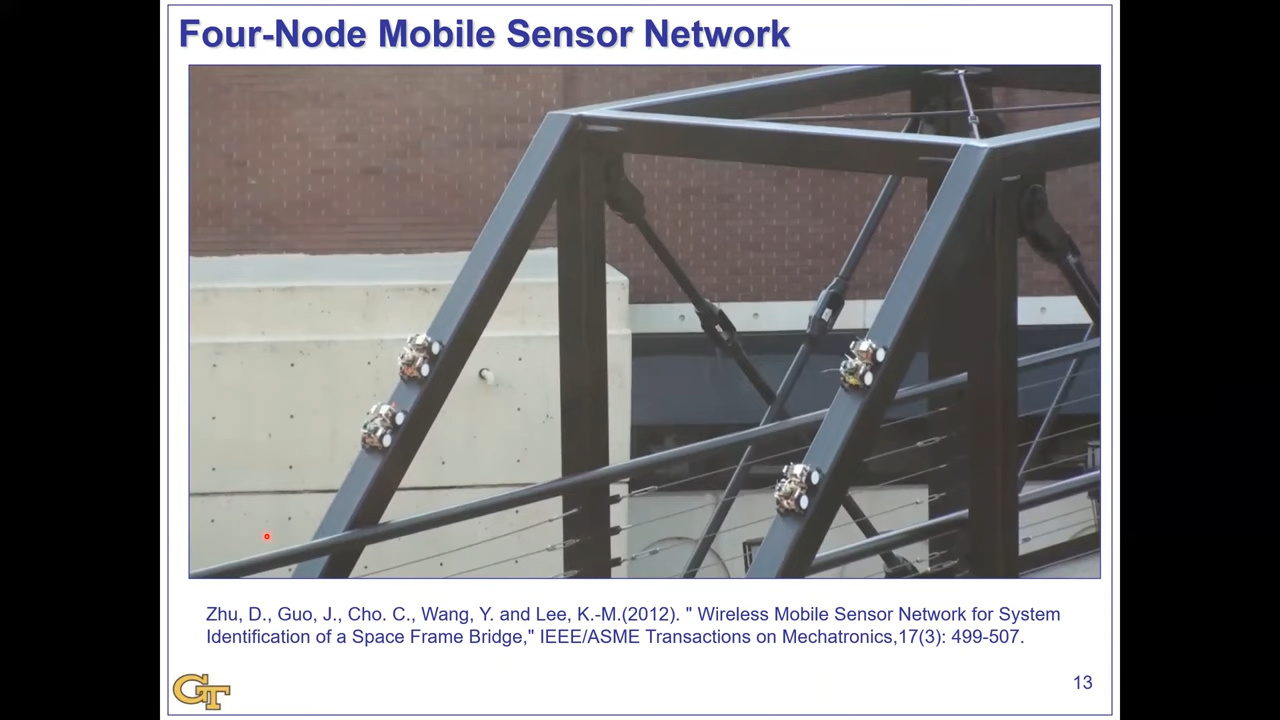 Four-Node Mobile Sensor Network
Zhu, D., Guo, J., Cho. C., Wang, Y. and Lee, K.-M.(2012). " Wireless Mobile Sensor Network for System
Identification of a Space Frame Bridge," IEEE/ASME Transactions on Mechatronics,17(3): 499-507.
GT
13